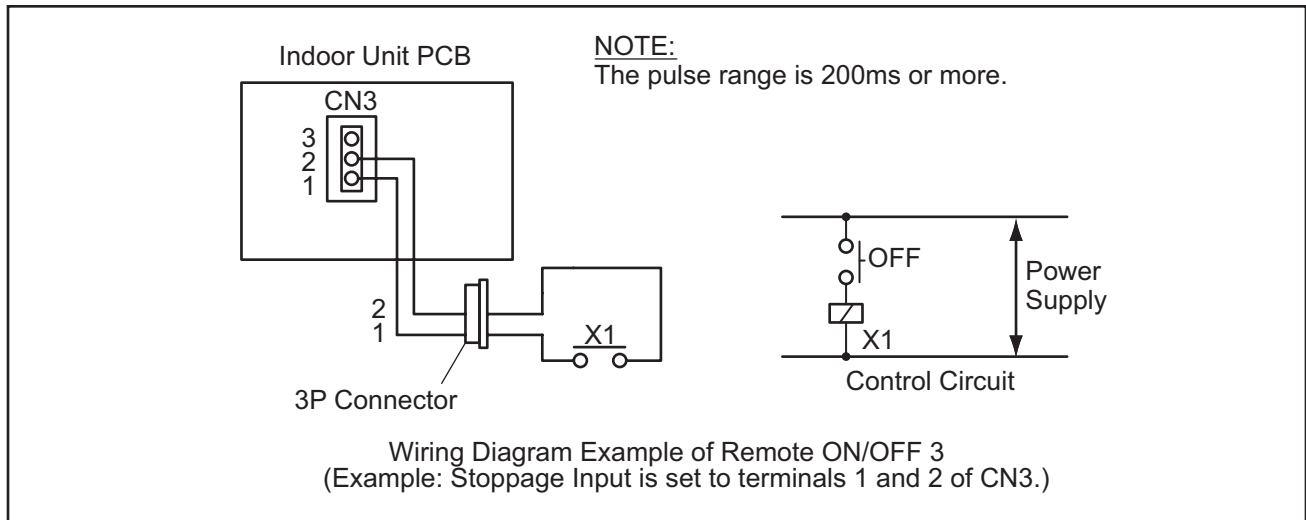 Indoor Unit PCB
NOTE:
The pulse range is 200ms or more.
CN3
3
2
1
OFF
Power
Supply
2
1
X1
X1
3P Connector
Control Circuit
Wiring Diagram Example of Remote ON/OFF 3
(Example: Stoppage Input is set to terminals 1 and 2 of CN3.)